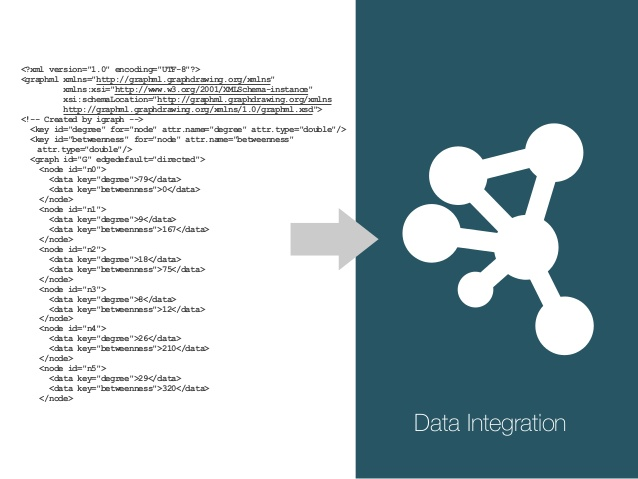 <?xml version="1.0" encoding="UTF-8"?>
<graphml xmlns="http://graphml.graphdrawing.org/xmlns"
xmlns:xsi="http://www.w3.org/2001/XMLSchema-instance"
xsi:schemaLocation="http://graphml.graphdrawing.org/xmlns
http://graphml.graphdrawing.org/xmlns/1.0/graphml.xsd">
<!-- Created by igraph -->
<key id="degree" for="node" attr.name="degree" attr.type="double"/>
<key id="betweenness" for="node" attr.name="betweenness"
attr.type="double"/>
<graph id="G" edgedefault="directed">
<node id="n0">
<data key="degree">79</data>
<data key="betweenness">0</data>
</node>
<node id="n1">
<data key="degree">9</data>
<data key="betweenness">167</data>
</node>
<node id="n2">
<data key="degree">18</data>
<data key="betweenness">75</data>
</node>
<node id="n3">
<data key="degree">8</data>
<data key="betweenness">12</data>
</node>
<node id="n4">
<data key="degree">26</data>
<data key="betweenness">210</data>
</node>
<node id="n5">
<data key="degree">29</data>
<data key="betweenness">320</data>
</node>
Data Integration